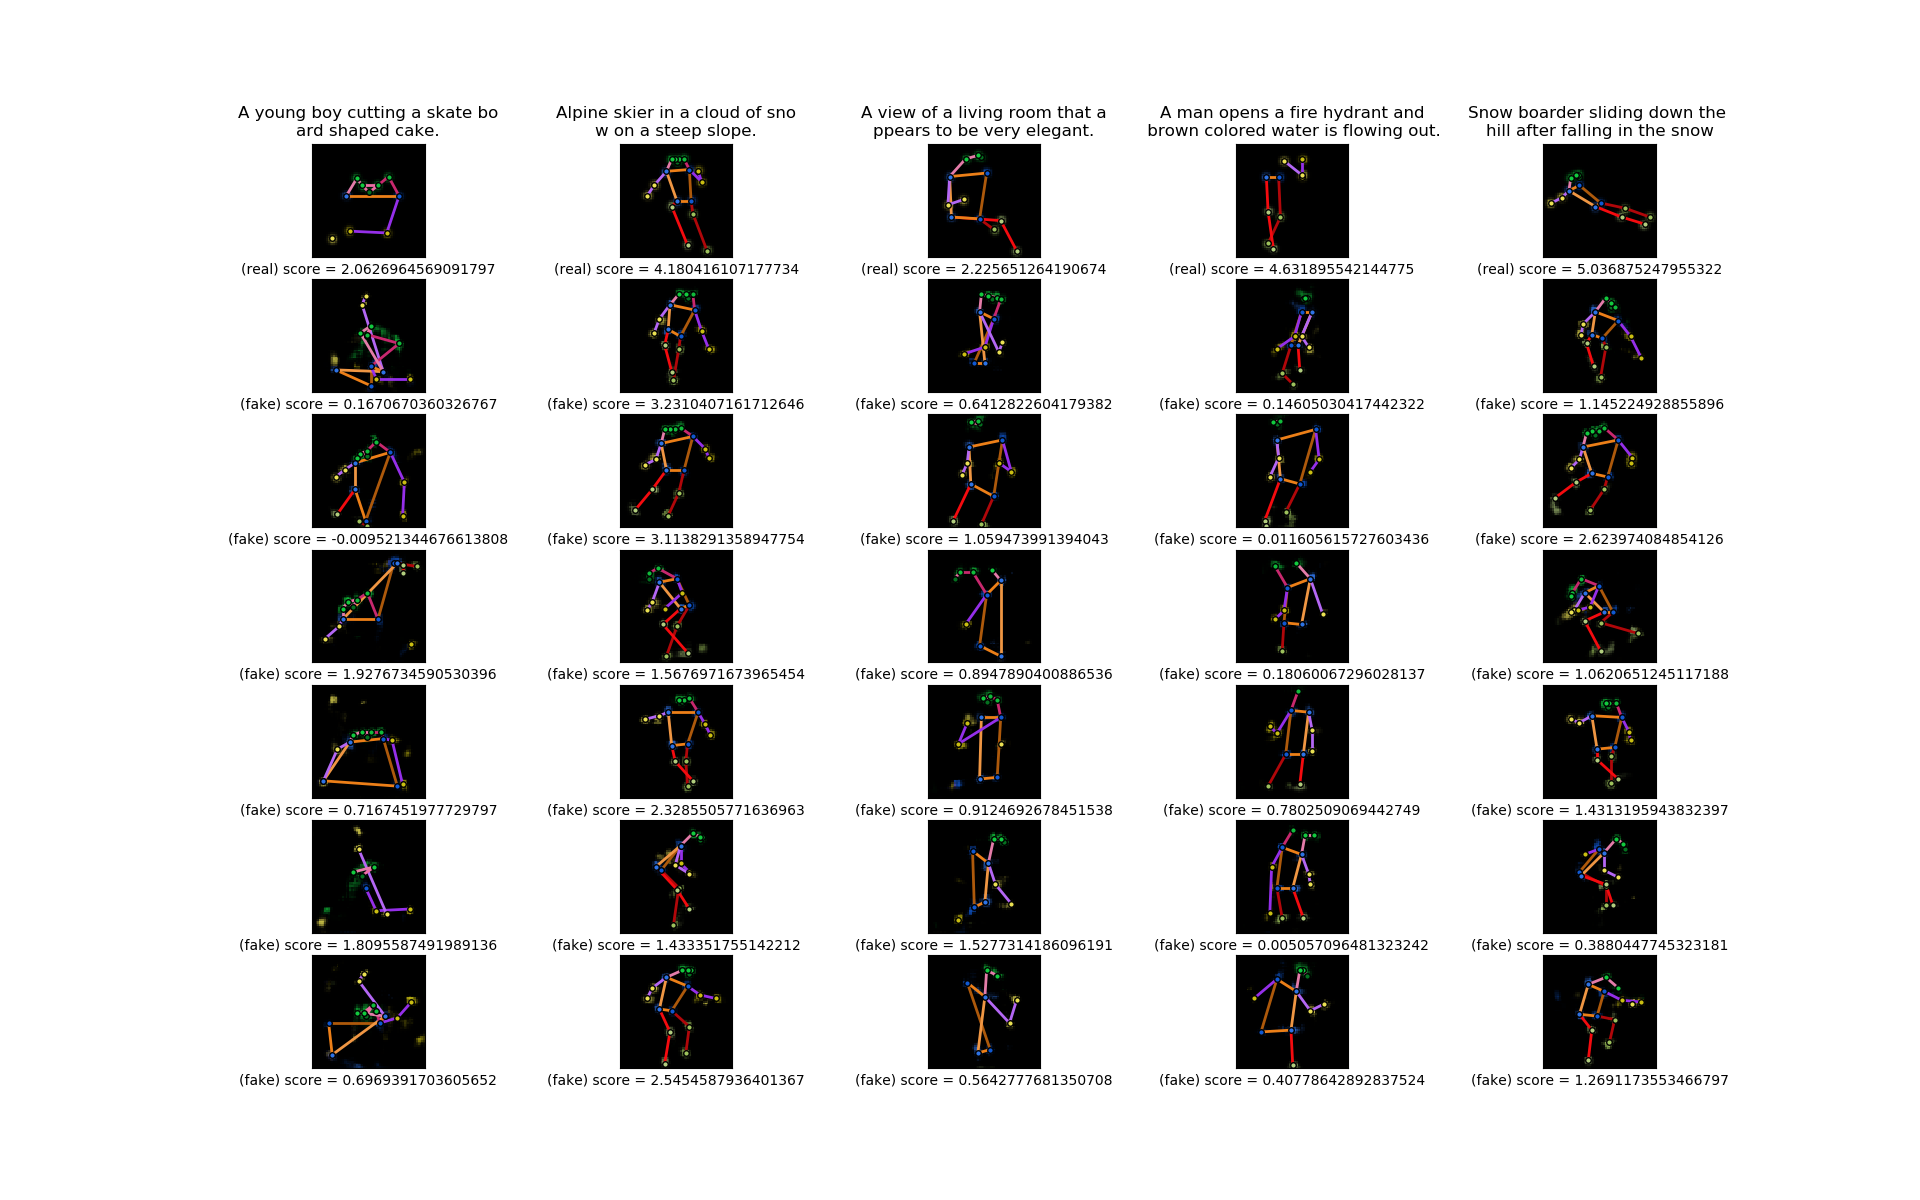 A young boy cutting a skate bo
ard shaped cake.
Alpine skier in a cloud of sno
w on a steep slope.
A view of a living room that a
ppears to be very elegant.
A man opens a fire hydrant and
brown colored water is flowing out.
Snow boarder sliding down the
hill after falling in the snow
(real) score = 2.0626964569091797
(real) score = 4.180416107177734
(real) score = 2.225651264190674
(real) score = 4.631895542144775
(real) score = 5.036875247955322
(fake) score = 0.1670670360326767
(fake) score = 3.2310407161712646
(fake) score = 0.6412822604179382
(fake) score = 0.14605030417442322
(fake) score = 1.145224928855896
(fake) score = -0.009521344676613808
(fake) score = 3.1138291358947754
(fake) score = 1.059473991394043
(fake) score = 0.011605615727603436
(fake) score = 2.623974084854126
(fake) score = 1.9276734590530396
(fake) score = 1.5676971673965454
(fake) score = 0.8947890400886536
(fake) score = 0.18060067296028137
(fake) score = 1.0620651245117188
(fake) score = 0.7167451977729797
(fake) score = 2.3285505771636963
(fake) score = 0.9124692678451538
(fake) score = 0.7802509069442749
(fake) score = 1.4313195943832397
(fake) score = 1.8095587491989136
(fake) score = 1.433351755142212
(fake) score = 1.5277314186096191
(fake) score = 0.005057096481323242
(fake) score = 0.3880447745323181
(fake) score = 0.6969391703605652
(fake) score = 2.5454587936401367
(fake) score = 0.5642777681350708
(fake) score = 0.40778642892837524
(fake) score = 1.2691173553466797